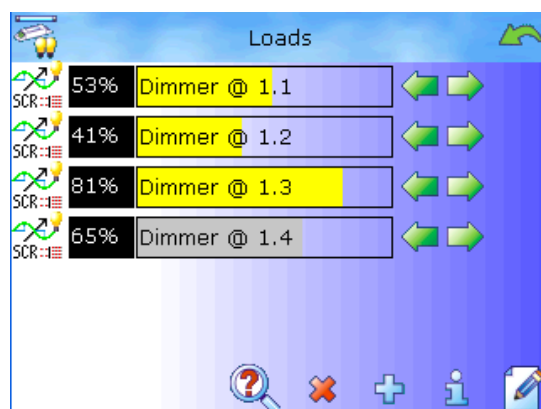 Loads
SCR 53% Dimmer @ 1.1
SCR 41% Dimmer @ 1.2
SCR 81% Dimmer @ 1.3
SCR 65% Dimmer @ 1.4